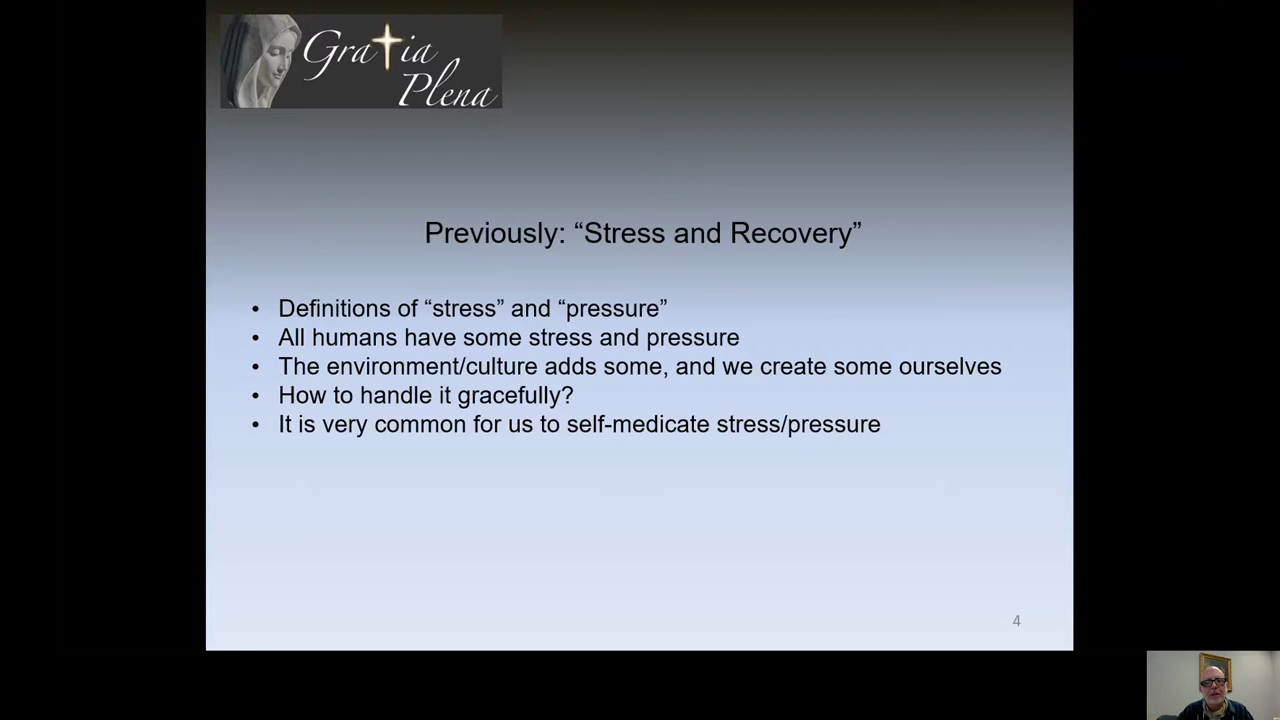 Gratia
Plena
Previously: “Stress and Recovery”
• Definitions of “stress” and “pressure”
• All humans have some stress and pressure
• The environment/culture adds some, and we create some ourselves
• How to handle it gracefully?
• It is very common for us to self-medicate stress/pressure
4